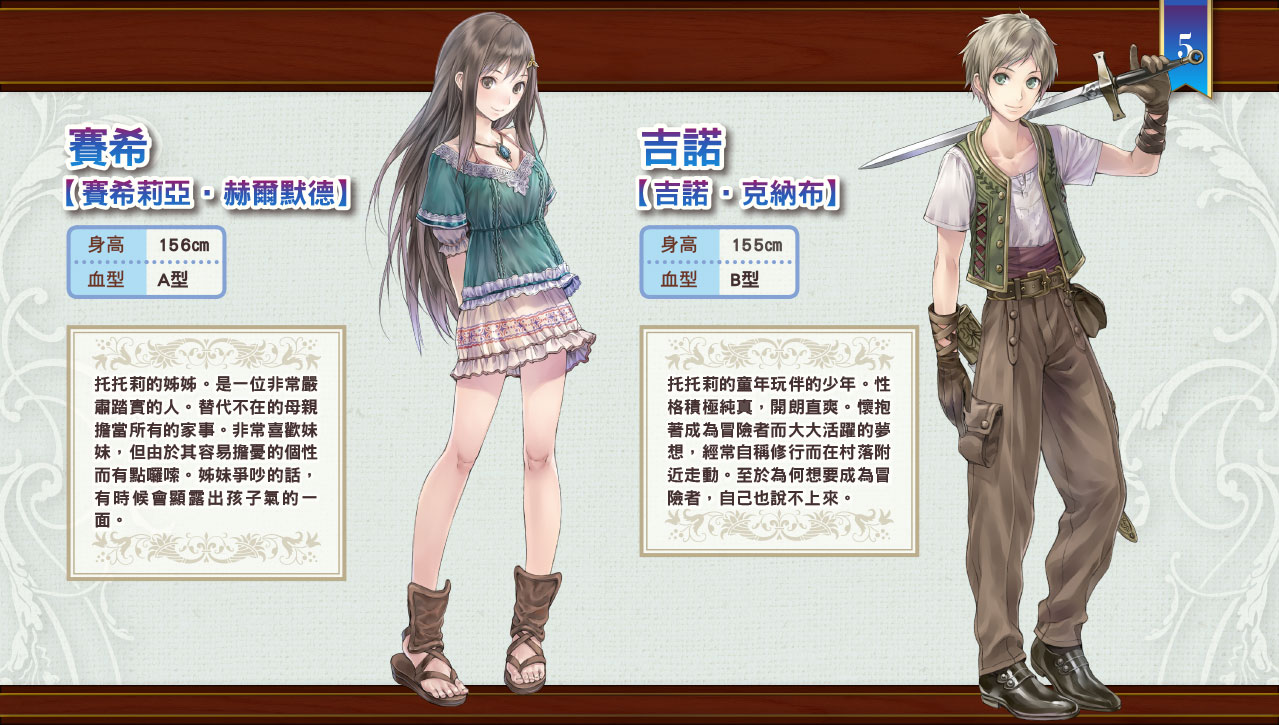 5
賽希
【賽希莉亞・赫爾默德】
身高 156cm
血型 A型
托托莉的姊姊。是一位非常嚴
肅踏實的人。替代不在的母親
擔當所有的家事。非常喜歡妹
妹，但由於其容易擔憂的個性
而有點囉嗦。姊妹爭吵的話，
有時候會顯露出孩子氣的一
面。
吉諾
【吉諾・克納布】
身高 155cm
血型 B型
托托莉的童年玩伴的少年。性
格積極純真，開朗直爽。懷抱
著成為冒險者而大大活躍的夢
想，經常自稱修行而在村落附
近走動。至於為何想要成為冒
險者，自己也說不上來。